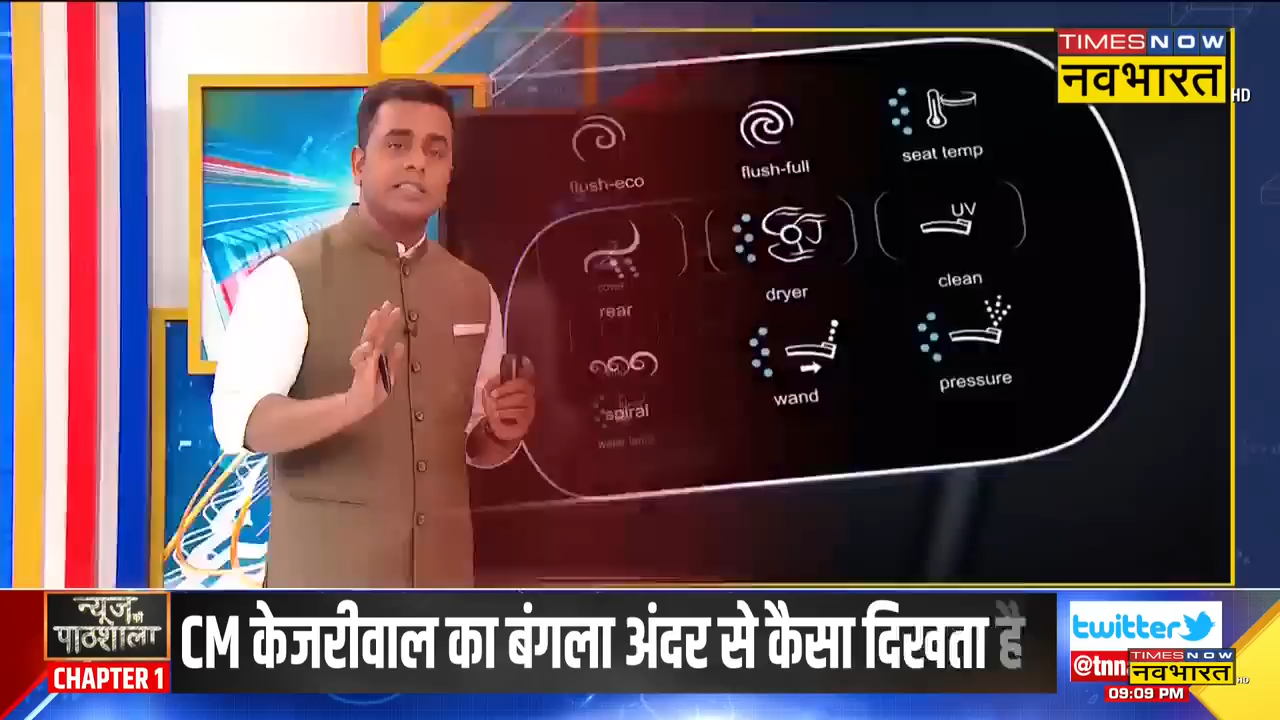 TIMES NOW
नवभारत
HD
flush-eco
flush-full
seat temp
UV
rear
dryer
clean
spiral
wand
pressure
न्यूज़ की
पाठशाला
CHAPTER 1
CM केजरीवाल का बंगला अंदर से कैसा दिखता है
twitter
@tnn
TIMES NOW
नवभारत
HD
09:09 PM